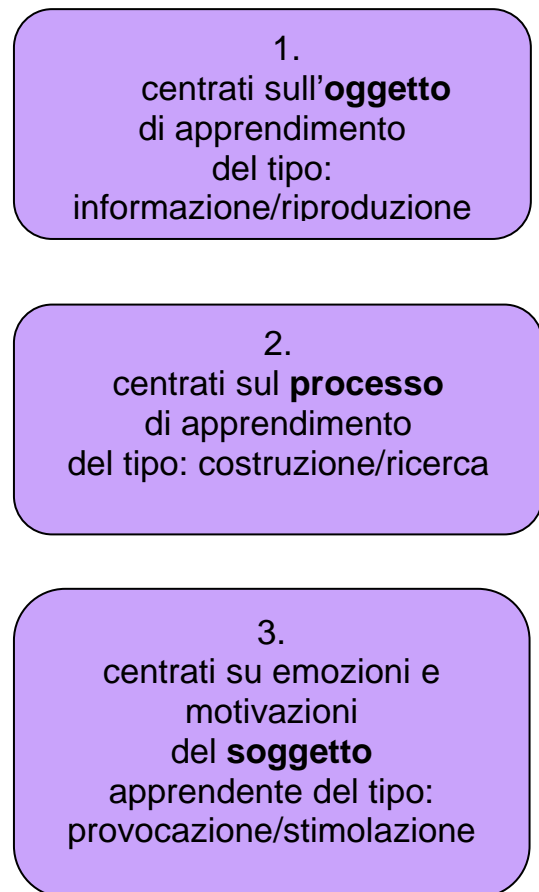 1.
centrati sull’oggetto
di apprendimento
del tipo:
informazione/riproduzione
2.
centrati sul processo
di apprendimento
del tipo: costruzione/ricerca
3.
centrati su emozioni e
motivazioni
del soggetto
apprendente del tipo:
provocazione/stimolazione